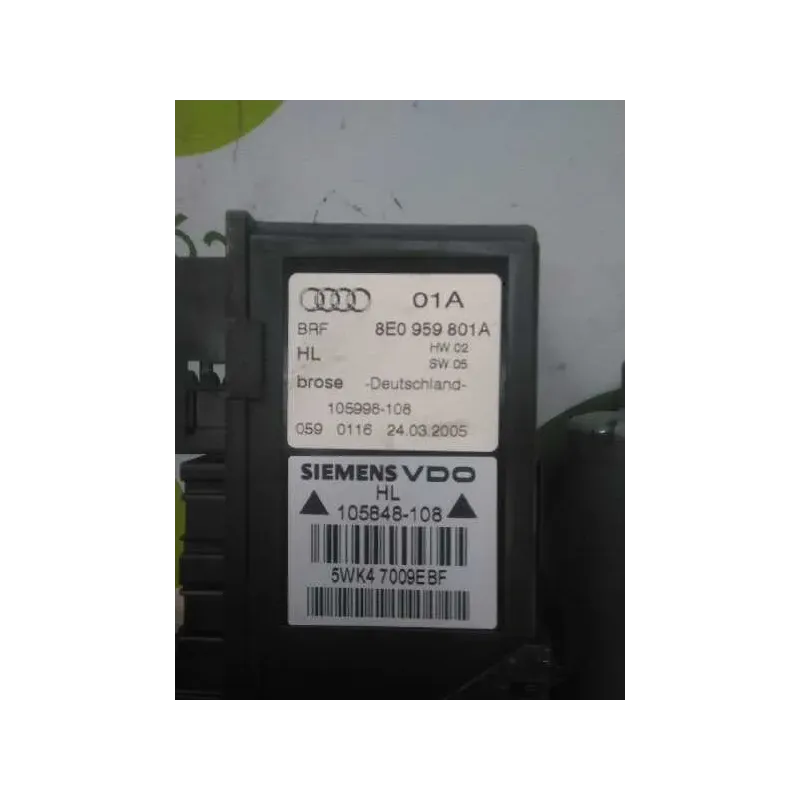 01A
BRF 8E0 959 801A
HL HW 02
SW 05
brose -Deutschland-
105998-108
059 0116 24.03.2005
SIEMENS VDO
HL
105848-108
5WK4 7009EBF